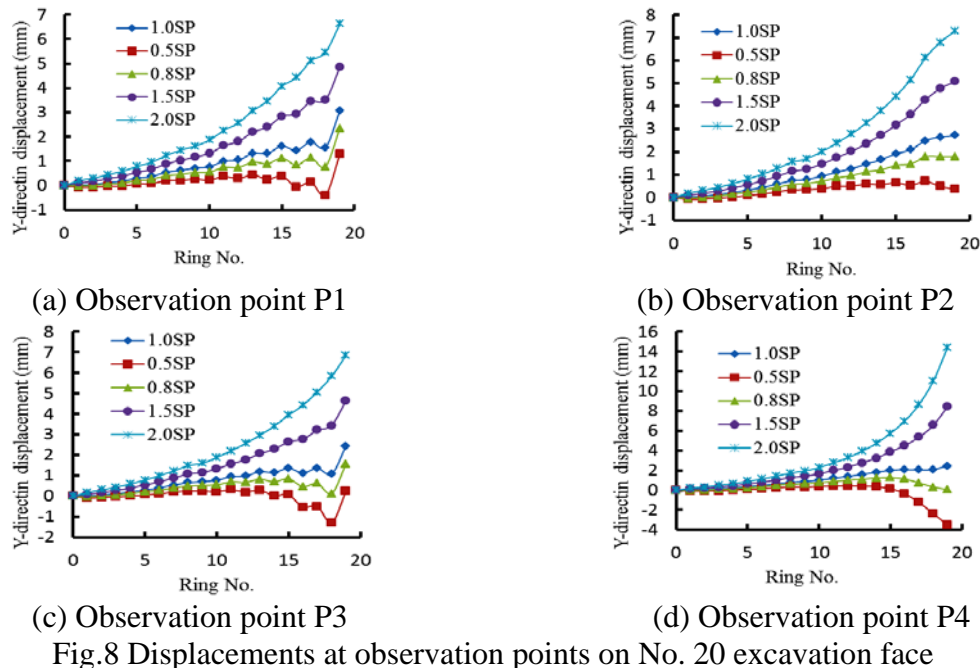 7
6
5
4
3
2
1
0
-1
Y-directin displacement (mm)
1.0SP
0.5SP
0.8SP
1.5SP
2.0SP
0 5 10 15 20
Ring No.
(a) Observation point P1
8
7
6
5
4
3
2
1
0
-1
Y-directin displacement (mm)
1.0SP
0.5SP
0.8SP
1.5SP
2.0SP
0 5 10 15 20
Ring No.
(b) Observation point P2
8
7
6
5
4
3
2
1
0
-1
-2
Y-directin displacement (mm)
1.0SP
0.5SP
0.8SP
1.5SP
2.0SP
0 5 10 15 20
Ring No.
(c) Observation point P3
16
14
12
10
8
6
4
2
0
-2
-4
Y-directin displacement (mm)
1.0SP
0.5SP
0.8SP
1.5SP
2.0SP
0 5 10 15 20
Ring No.
(d) Observation point P4
Fig.8 Displacements at observation points on No. 20 excavation face